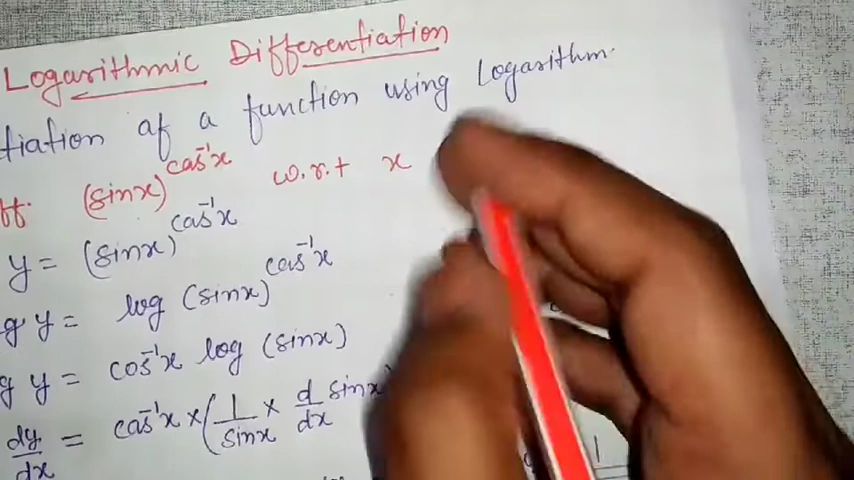 Logarithmic Differentiation
tiation of a function using Logarithm.
ff. (sinx)^cos⁻¹x w.r.t x
y = (sinx)^cos⁻¹x
g y = log (sinx)^cos⁻¹x
g y = cos⁻¹x log (sinx)
dy/dx = cos⁻¹x × (1/sinx × d/dx sinx